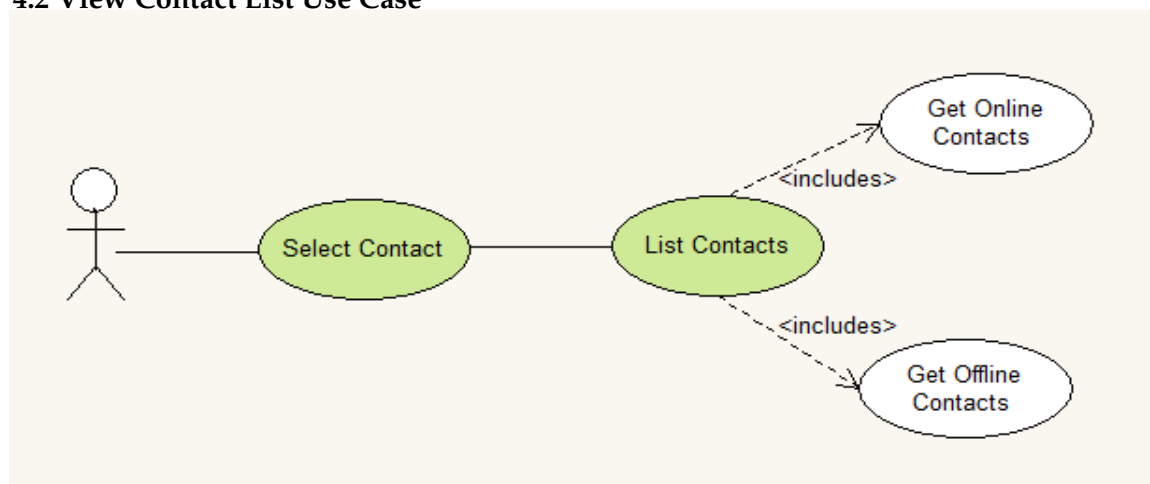 4.2 View Contact List Use Case
Get Online
Contacts
<includes>
Select Contact
List Contacts
<includes>
Get Offline
Contacts